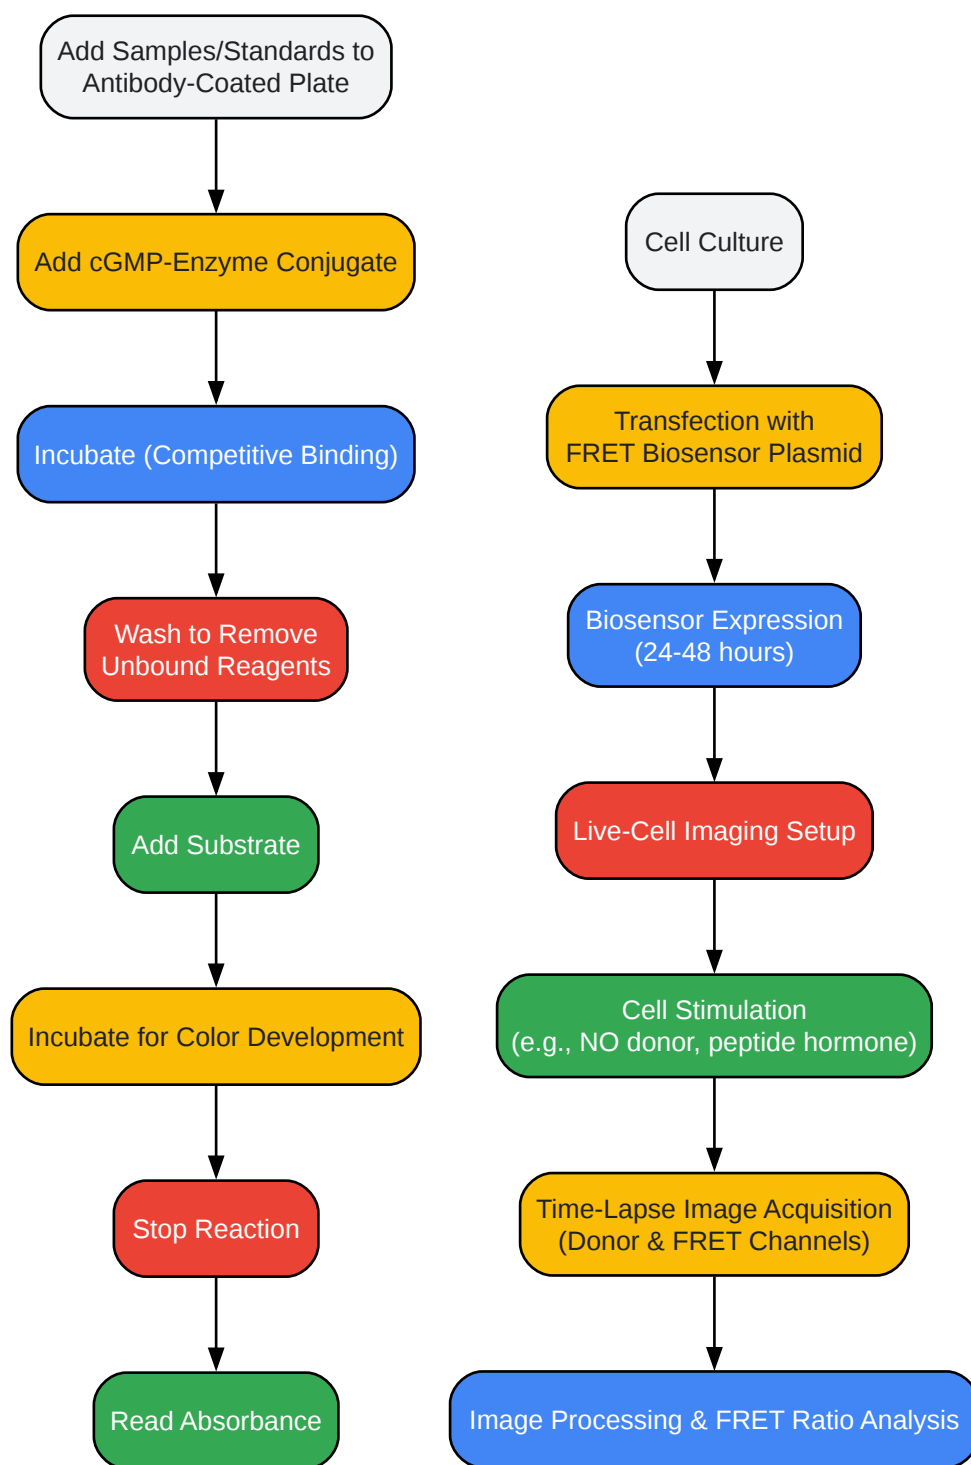 Add Samples/Standards to
Antibody-Coated Plate
Add cGMP-Enzyme Conjugate
Incubate (Competitive Binding)
Wash to Remove
Unbound Reagents
Add Substrate
Incubate for Color Development
Stop Reaction
Read Absorbance
Cell Culture
Transfection with
FRET Biosensor Plasmid
Biosensor Expression
(24-48 hours)
Live-Cell Imaging Setup
Cell Stimulation
(e.g., NO donor, peptide hormone)
Time-Lapse Image Acquisition
(Donor & FRET Channels)
Image Processing & FRET Ratio Analysis